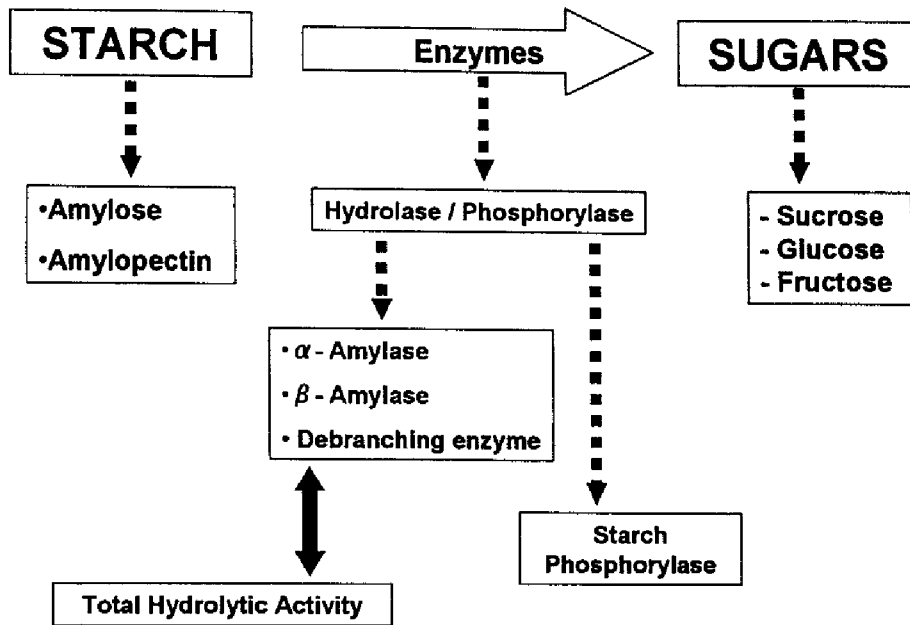 STARCH
Enzymes
SUGARS
•Amylose
•Amylopectin
Hydrolase / Phosphorylase
- Sucrose
- Glucose
- Fructose
• α - Amylase
• β - Amylase
• Debranching enzyme
Starch
Phosphorylase
Total Hydrolytic Activity